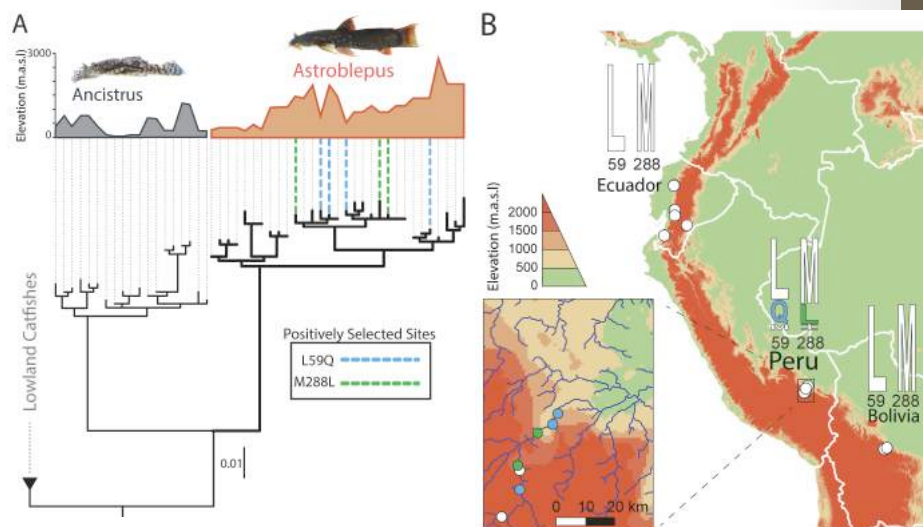 A
B
3000
Elevation (m.a.s.l)
0
Ancistrus
Astroblepus
Lowland Catfishes
Positively Selected Sites
L59Q
M288L
0.01
L M
59 288
Ecuador
Elevation (m.a.s.l)
2000
1500
1000
500
0
L M
Q L
59 288
Peru
L M
59 288
Bolivia
0 10 20 km